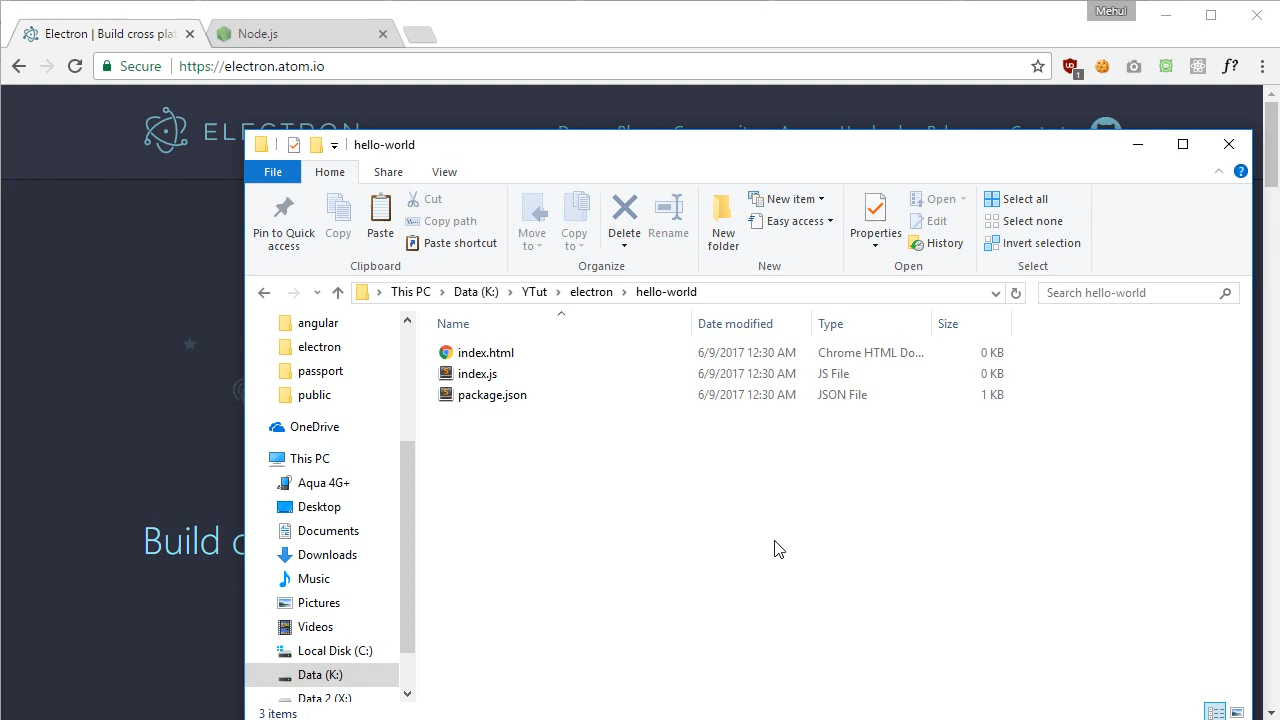 Mehul
Electron | Build cross plat
Node.js
Secure
https://electron.atom.io
1
f?
hello-world
File
Home
Share
View
?
Pin to Quick access
Copy
Paste
Cut
Copy path
Paste shortcut
Clipboard
Move to
Copy to
Delete
Rename
Organize
New folder
New item
Easy access
New
Properties
Open
Edit
History
Open
Select all
Select none
Invert selection
Select
This PC
Data (K:)
YTut
electron
hello-world
Search hello-world
angular
electron
passport
public
OneDrive
This PC
Aqua 4G+
Desktop
Documents
Downloads
Music
Pictures
Videos
Local Disk (C:)
Data (K:)
Data 2 (X:)
Name
Date modified
Type
Size
index.html 6/9/2017 12:30 AM Chrome HTML Do... 0 KB
index.js 6/9/2017 12:30 AM JS File 0 KB
package.json 6/9/2017 12:30 AM JSON File 1 KB
3 items
Build